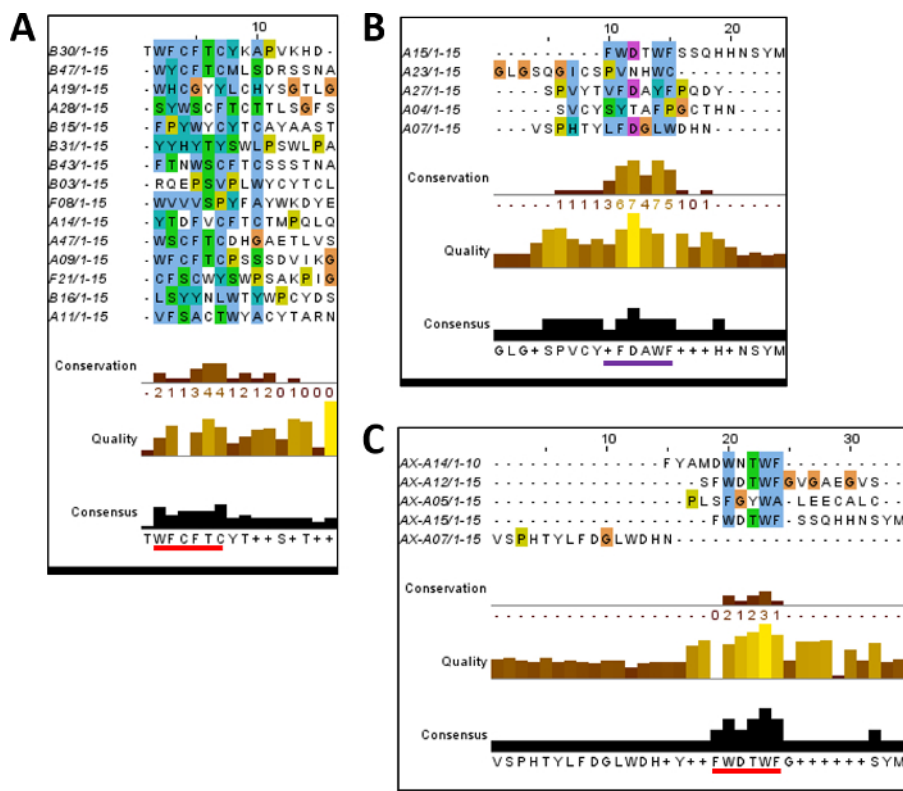 A
10
B30/1-15 TWFCFTCYKAPVKHD-
B47/1-15 -WYCFTCMLSDRSSNA
A19/1-15 -WHCGYYLCHYSGTLG
A28/1-15 -SYWSCFTCTTLSGFS
B15/1-15 -FPYWYCYTCAYAAST
B31/1-15 -YYHYTYSWLPSWLPA
B43/1-15 -FTNWSCFTCSSSTNA
B03/1-15 -RQEPSVPLWYCYTCL
F08/1-15 -WVVVSPYFAYWKDYE
A14/1-15 -YTDFVCFTCTMPQLQ
A47/1-15 -WSCFTCDHGAETLVS
A09/1-15 -WFCFTCPSSSDVIKG
F21/1-15 -CFSCWYSWPSAKPIG
B16/1-15 -LSYYNLWTYWPCYDS
A11/1-15 -VFSACTWYACYTARN
Conservation
-211344121201000
Quality
Consensus
TWFCFTCYT++S+T++
B
10 20
A15/1-15 ---------FWDTWFSSQHHNSYM
A23/1-15 GLGSQGICSPVNHWC---------
A27/1-15 ----SPVYTVFDAYFPQDY-----
A04/1-15 -----SVCYSYTAFPGCTHN----
A07/1-15 ---VSPHTYLFDGLWDHN------
Conservation
-----1111367475101------
Quality
Consensus
GLG+SPVCY+FDAWF+++H+NSYM
C
10 20 30
AX-A14/1-10 --------------FYAMDWNTWF----------
AX-A12/1-15 -----------------SFWDTWFGVGAEGVS--
AX-A05/1-15 ----------------PLSFGYWA-LEECALC--
AX-A15/1-15 ------------------FWDTWF-SSQHHNSYM
AX-A07/1-15 VSPHTYLFDGLWDHN-------------------
Conservation
------------------021231----------
Quality
Consensus
VSPHTYLFDGLWDH+Y++FWDTWFG++++++SYM